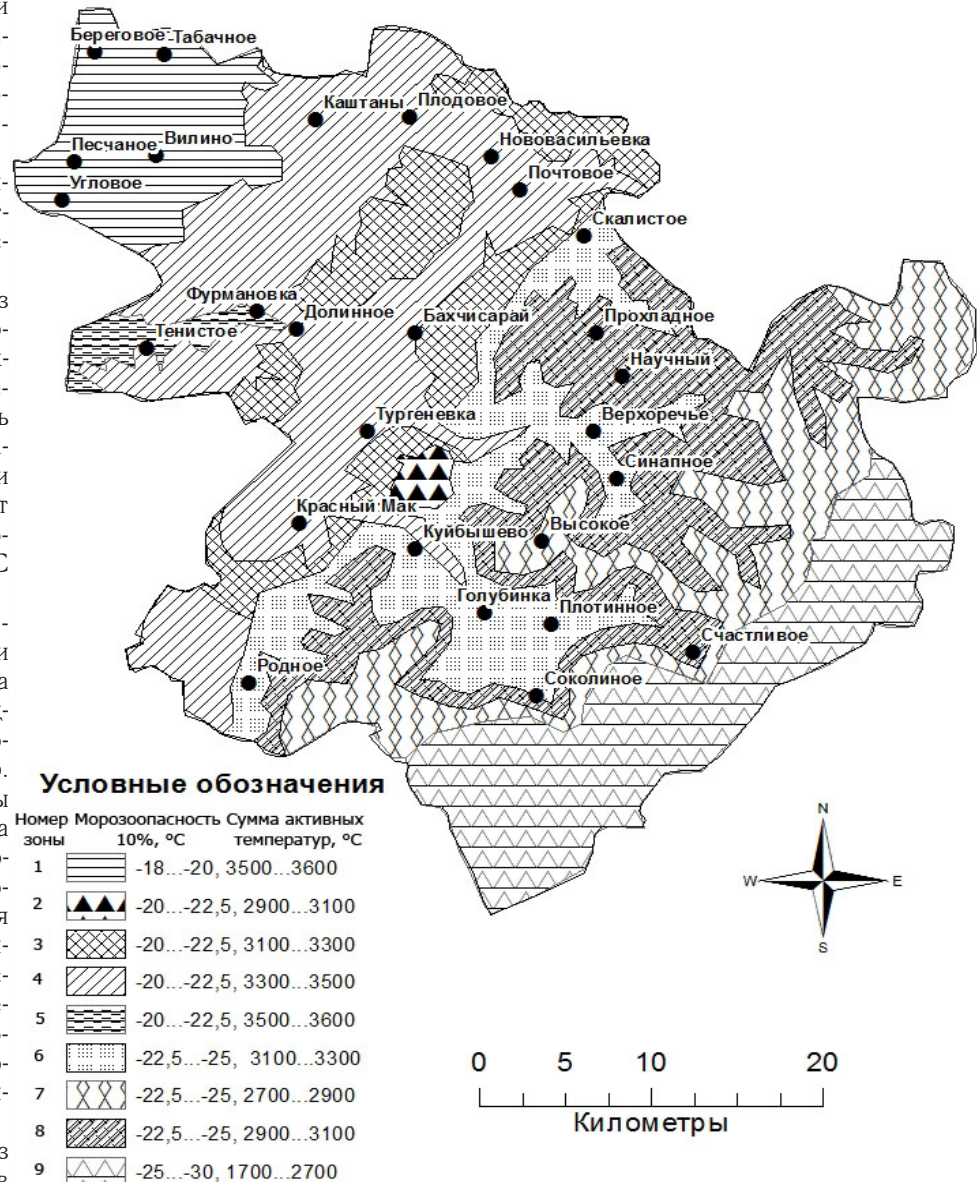 Береговое
Табачное
Каштаны
Плодовое
Песчаное
Вилино
Нововасильевка
Угловое
Почтовое
Скалистое
Фурмановка
Долинное
Бахчисарай
Прохладное
Тенистое
Научный
Тургеневка
Верхоречье
Синапное
Красный Мак
Куйбышево
Высокое
Голубинка
Плотинное
Счастливое
Родное
Соколиное
Условные обозначения
Номер Морозоопасность Сумма активных
зоны 10%, °C температур, °C
1 -18...-20, 3500...3600
2 -20...-22,5, 2900...3100
3 -20...-22,5, 3100...3300
4 -20...-22,5, 3300...3500
5 -20...-22,5, 3500...3600
6 -22,5...-25, 3100...3300
7 -22,5...-25, 2700...2900
8 -22,5...-25, 2900...3100
9 -25...-30, 1700...2700
N
W E
S
0 5 10 20
Километры